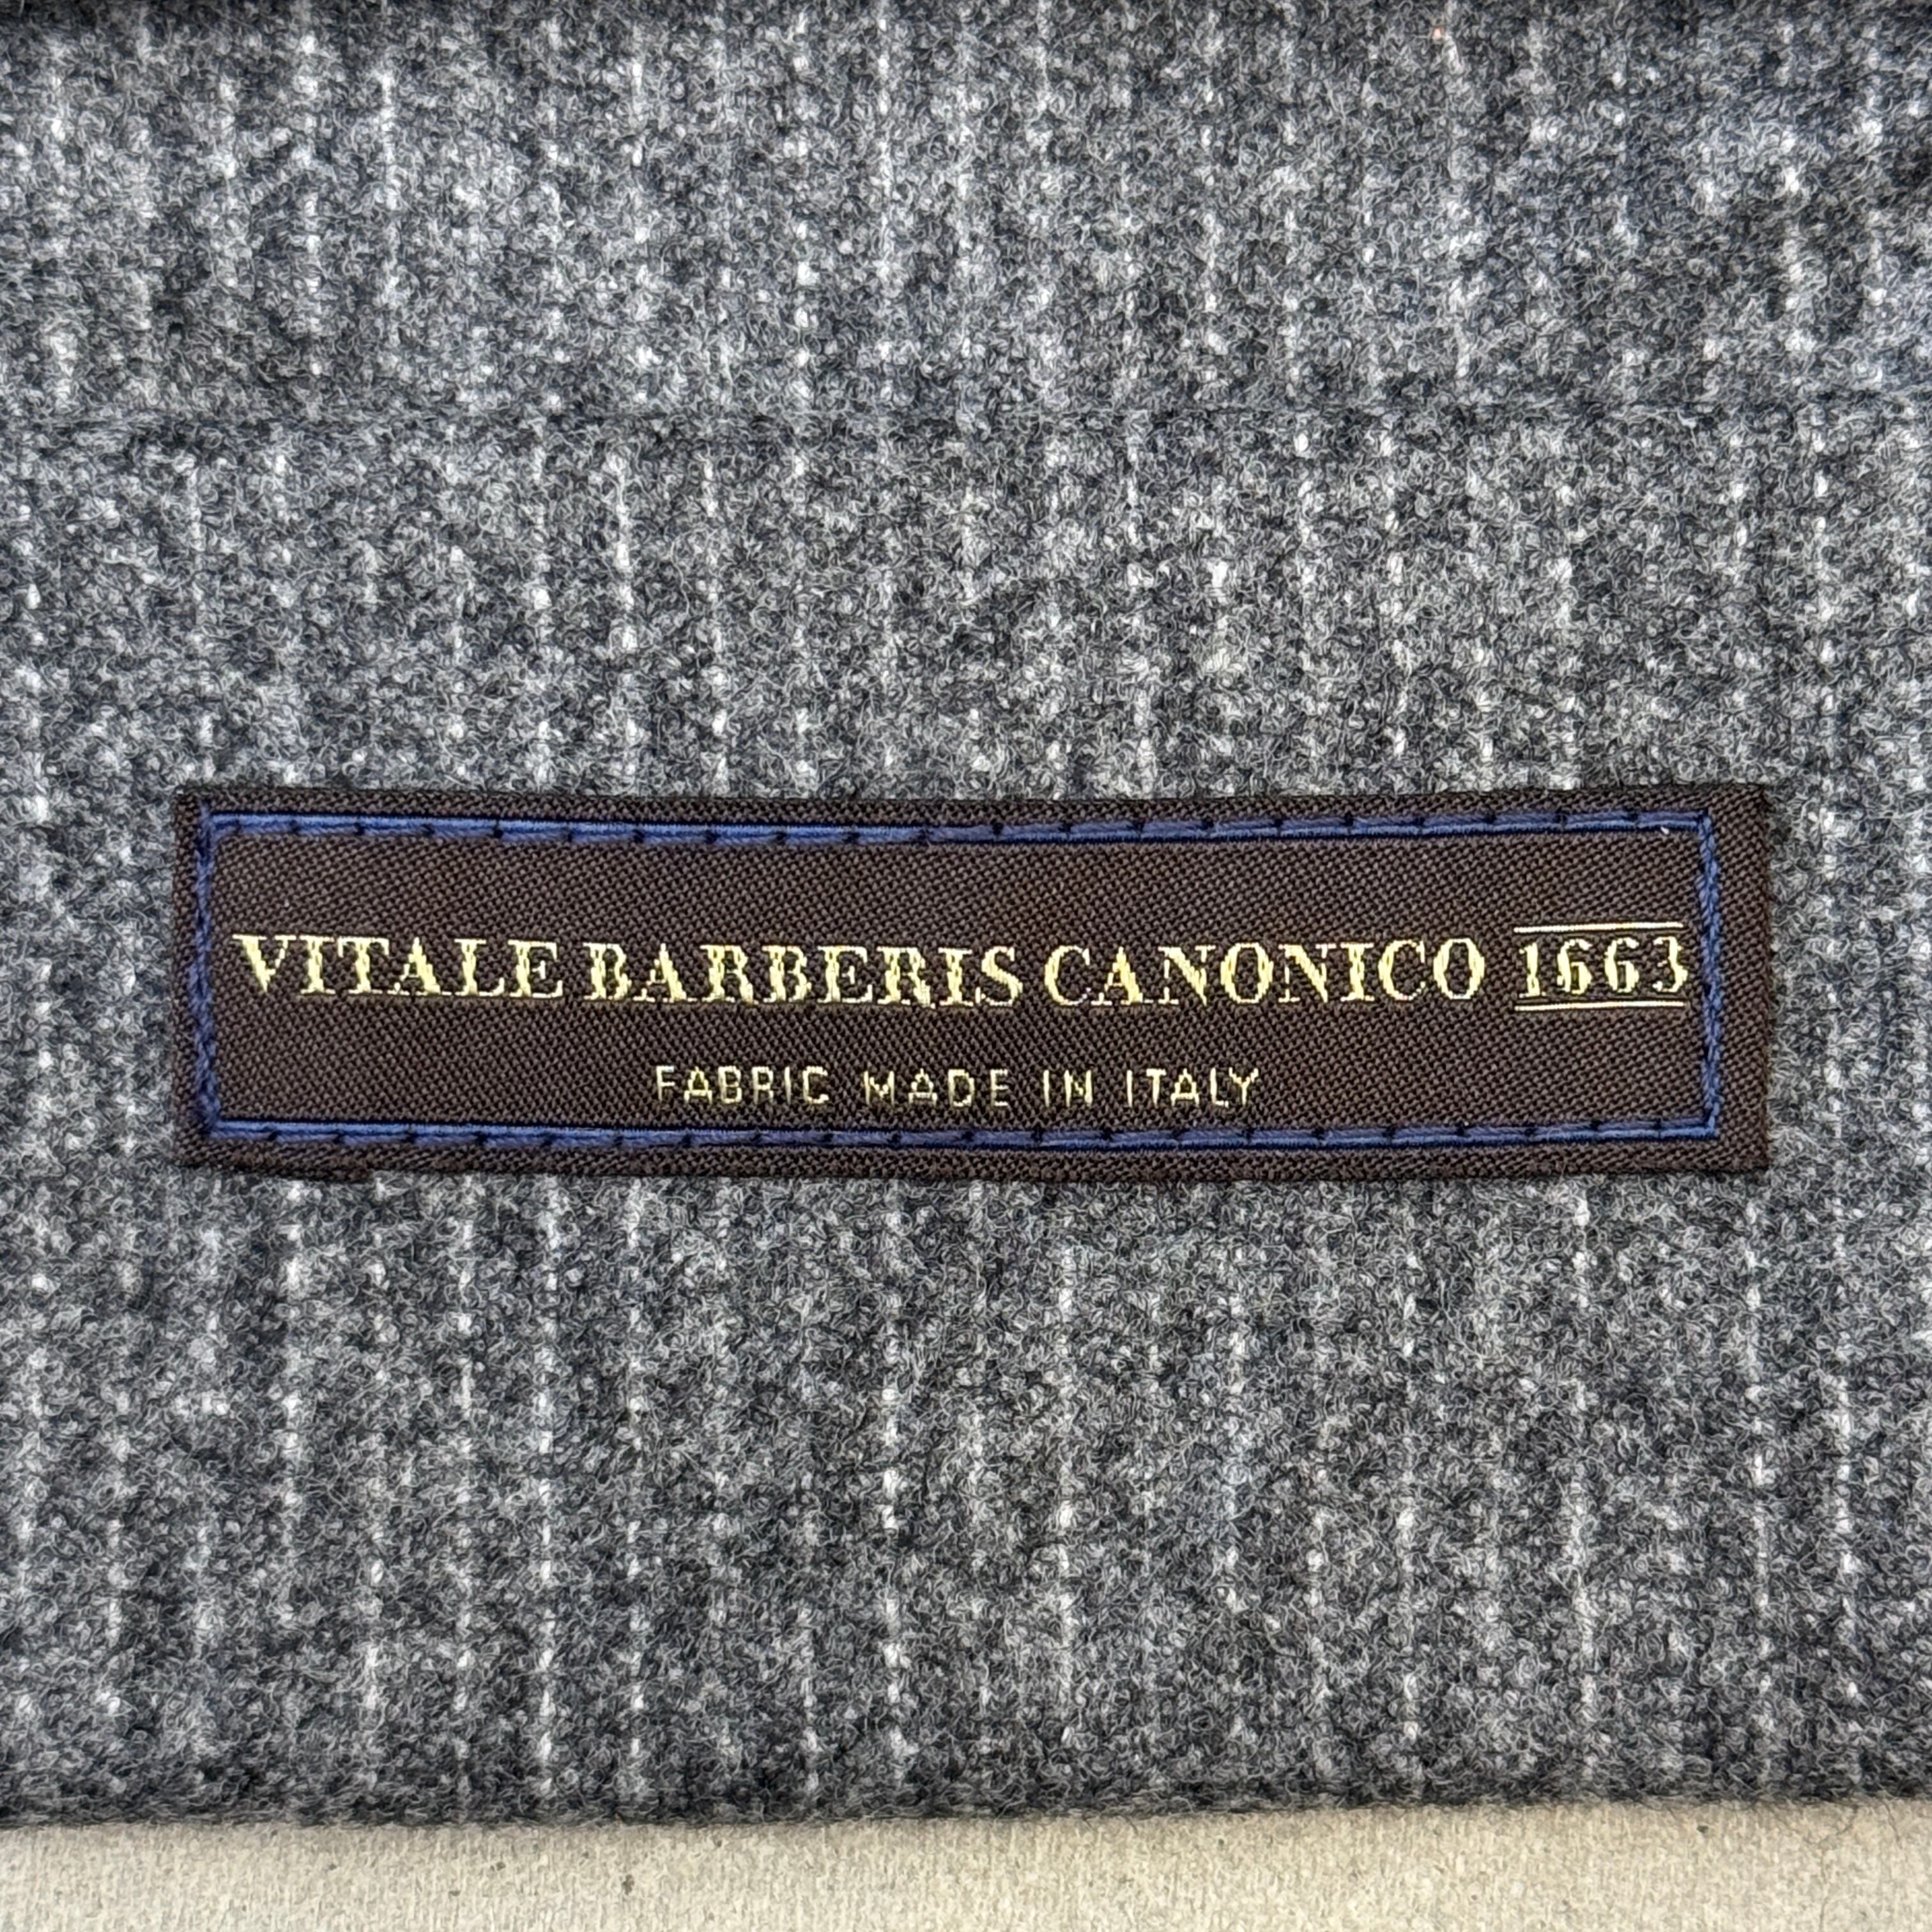 VITALE BARBERIS CANONICO 1663
FABRIC MADE IN ITALY